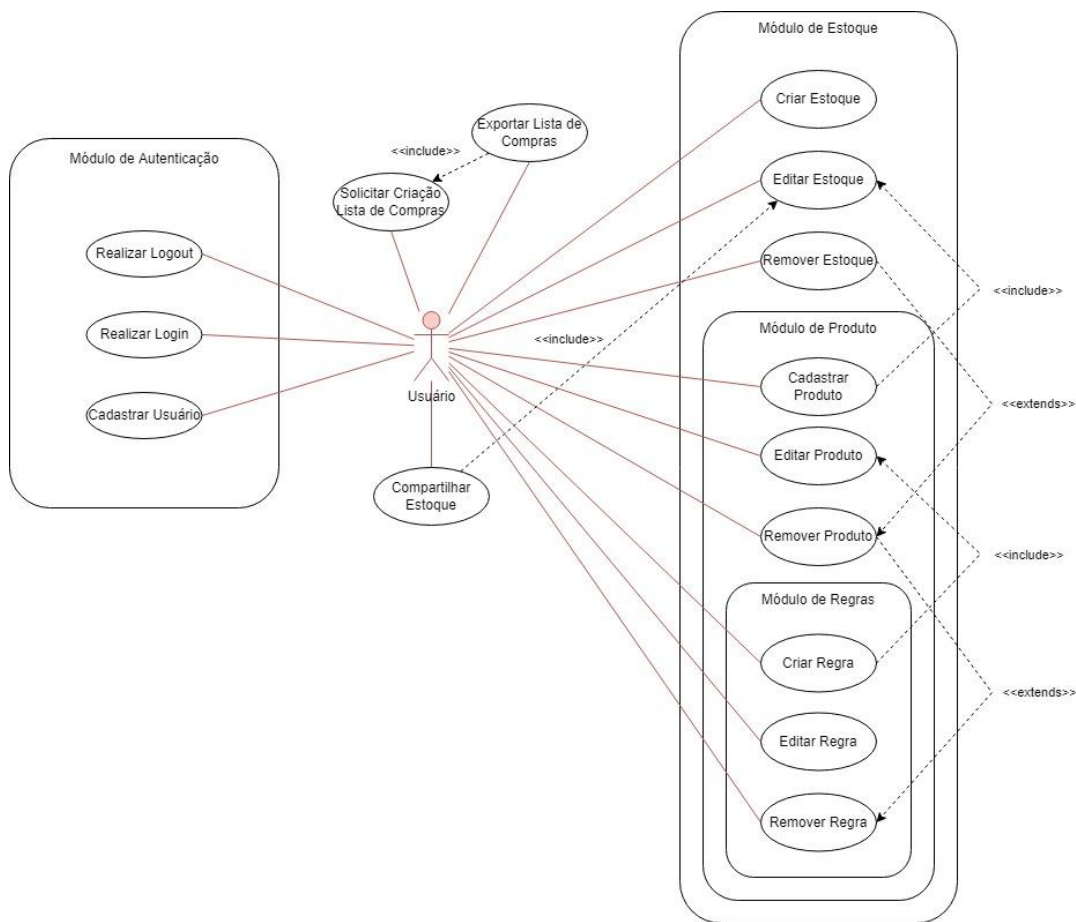 Módulo de Estoque
Criar Estoque
Exportar Lista de
Compras
<<include>>
Módulo de Autenticação
Solicitar Criação
Lista de Compras
Editar Estoque
Realizar Logout
Remover Estoque
<<include>>
Módulo de Produto
Realizar Login
<<include>>
Cadastrar
Produto
Usuário
<<extends>>
Cadastrar Usuário
Editar Produto
Compartilhar
Estoque
Remover Produto
<<include>>
Módulo de Regras
Criar Regra
<<extends>>
Editar Regra
Remover Regra